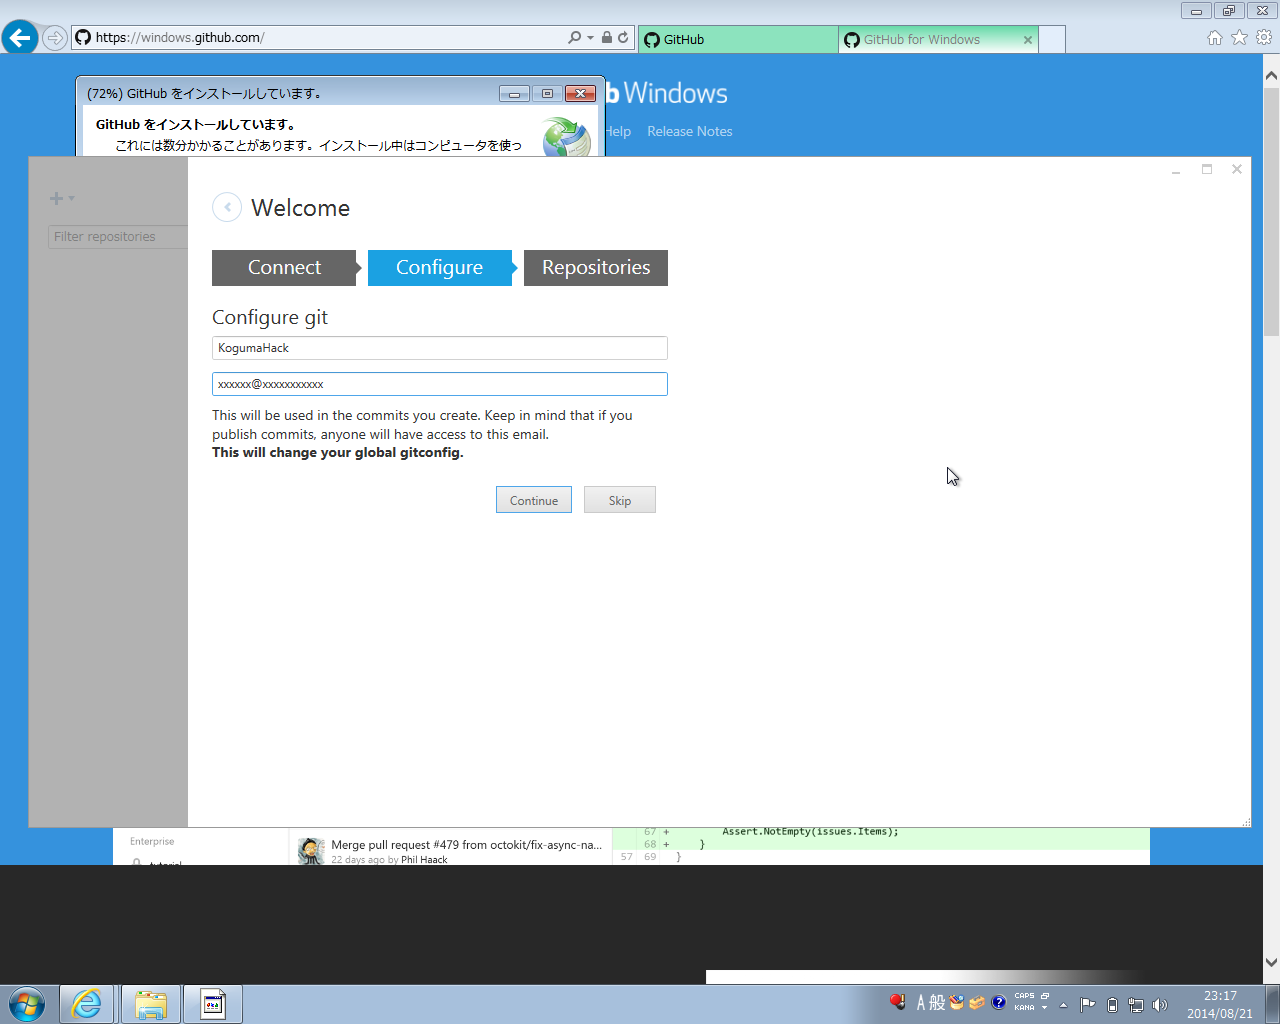 https://windows.github.com/
GitHub
GitHub for Windows
(72%) GitHub をインストールしています。
GitHub をインストールしています。
これには数分かかることがあります。インストール中はコンピュータを使っ
b Windows
Help
Release Notes
Filter repositories
Welcome
Connect
Configure
Repositories
Configure git
KogumaHack
xxxxxx@xxxxxxxxxxx
This will be used in the commits you create. Keep in mind that if you
publish commits, anyone will have access to this email.
This will change your global gitconfig.
Continue
Skip
Enterprise
tutorial
Merge pull request #479 from octokit/fix-async-na...
22 days ago by Phil Haack
67 + Assert.NotEmpty(issues.Items);
68 + }
57 69 }
A 般
CAPS
KANA
23:17
2014/08/21